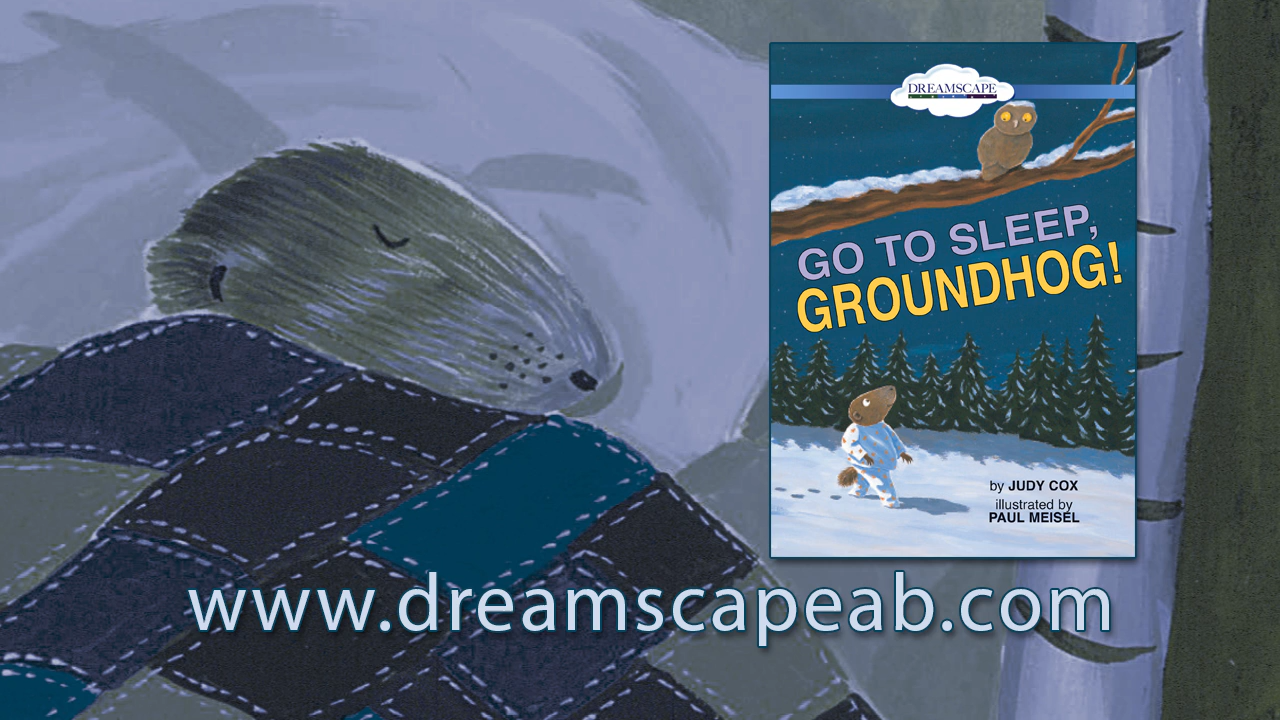 DREAMSCAPE
GO TO SLEEP,
GROUNDHOG!
by JUDY COX
illustrated by
PAUL MEISEL
www.dreamscapeab.com